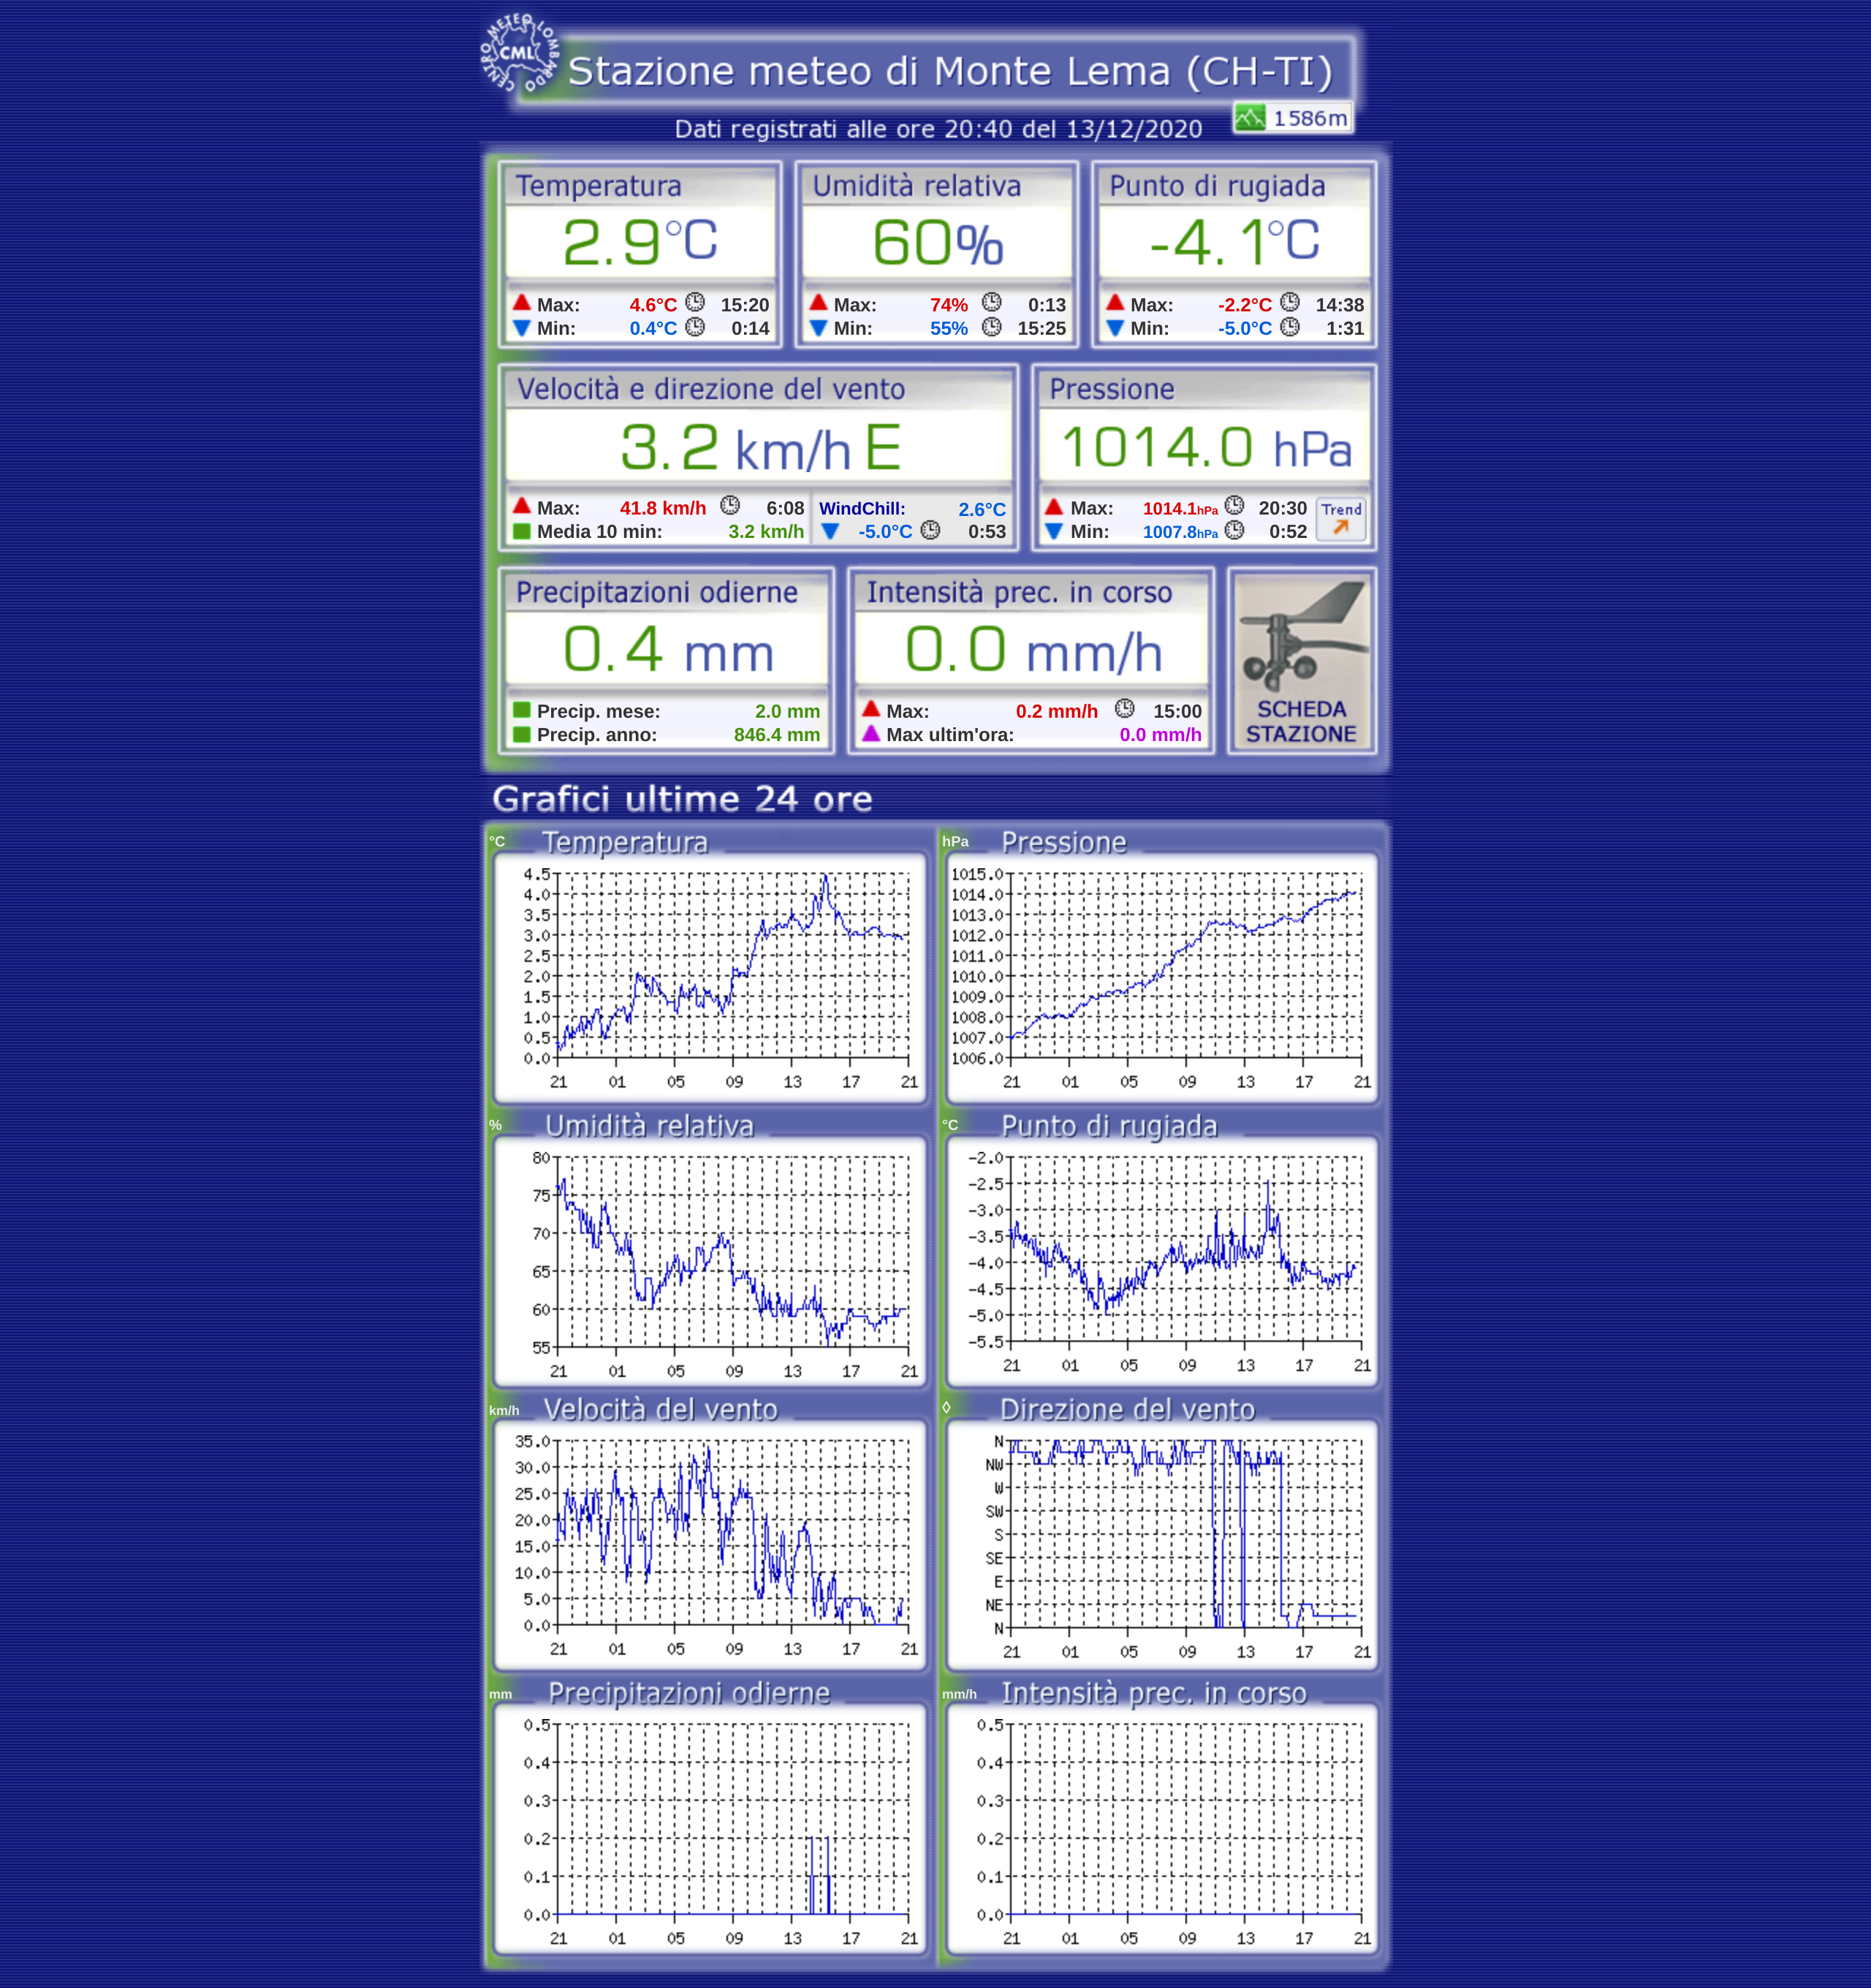 CENTRO METEO LOMBARDO
CML
Stazione meteo di Monte Lema (CH-TI)
1586m
Dati registrati alle ore 20:40 del 13/12/2020
Temperatura
2.9°C
Max: 4.6°C 15:20
Min: 0.4°C 0:14
Umidità relativa
60%
Max: 74% 0:13
Min: 55% 15:25
Punto di rugiada
-4.1°C
Max: -2.2°C 14:38
Min: -5.0°C 1:31
Velocità e direzione del vento
3.2 km/h E
Max: 41.8 km/h 6:08
Media 10 min: 3.2 km/h
WindChill: 2.6°C
-5.0°C 0:53
Pressione
1014.0 hPa
Max: 1014.1hPa 20:30
Min: 1007.8hPa 0:52
Trend
Precipitazioni odierne
0.4 mm
Precip. mese: 2.0 mm
Precip. anno: 846.4 mm
Intensità prec. in corso
0.0 mm/h
Max: 0.2 mm/h 15:00
Max ultim'ora: 0.0 mm/h
SCHEDA
STAZIONE
Grafici ultime 24 ore
°C Temperatura
4.5
4.0
3.5
3.0
2.5
2.0
1.5
1.0
0.5
0.0
21 01 05 09 13 17 21
hPa Pressione
1015.0
1014.0
1013.0
1012.0
1011.0
1010.0
1009.0
1008.0
1007.0
1006.0
21 01 05 09 13 17 21
% Umidità relativa
80
75
70
65
60
55
21 01 05 09 13 17 21
°C Punto di rugiada
-2.0
-2.5
-3.0
-3.5
-4.0
-4.5
-5.0
-5.5
21 01 05 09 13 17 21
km/h Velocità del vento
35.0
30.0
25.0
20.0
15.0
10.0
5.0
0.0
21 01 05 09 13 17 21
◊ Direzione del vento
N
NW
W
SW
S
SE
E
NE
N
21 01 05 09 13 17 21
mm Precipitazioni odierne
0.5
0.4
0.3
0.2
0.1
0.0
21 01 05 09 13 17 21
mm/h Intensità prec. in corso
0.5
0.4
0.3
0.2
0.1
0.0
21 01 05 09 13 17 21